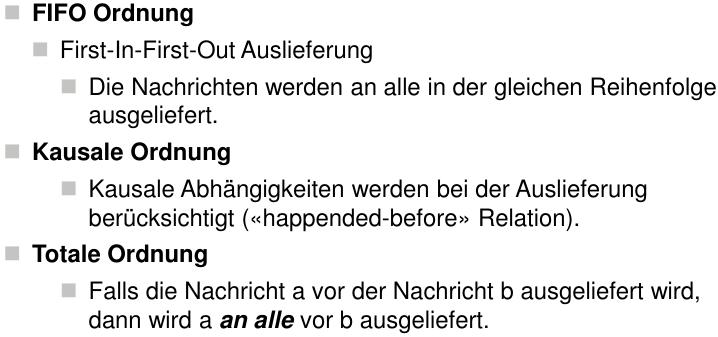 FIFO Ordnung
First-In-First-Out Auslieferung
Die Nachrichten werden an alle in der gleichen Reihenfolge
ausgeliefert.
Kausale Ordnung
Kausale Abhängigkeiten werden bei der Auslieferung
berücksichtigt («happended-before» Relation).
Totale Ordnung
Falls die Nachricht a vor der Nachricht b ausgeliefert wird,
dann wird a an alle vor b ausgeliefert.